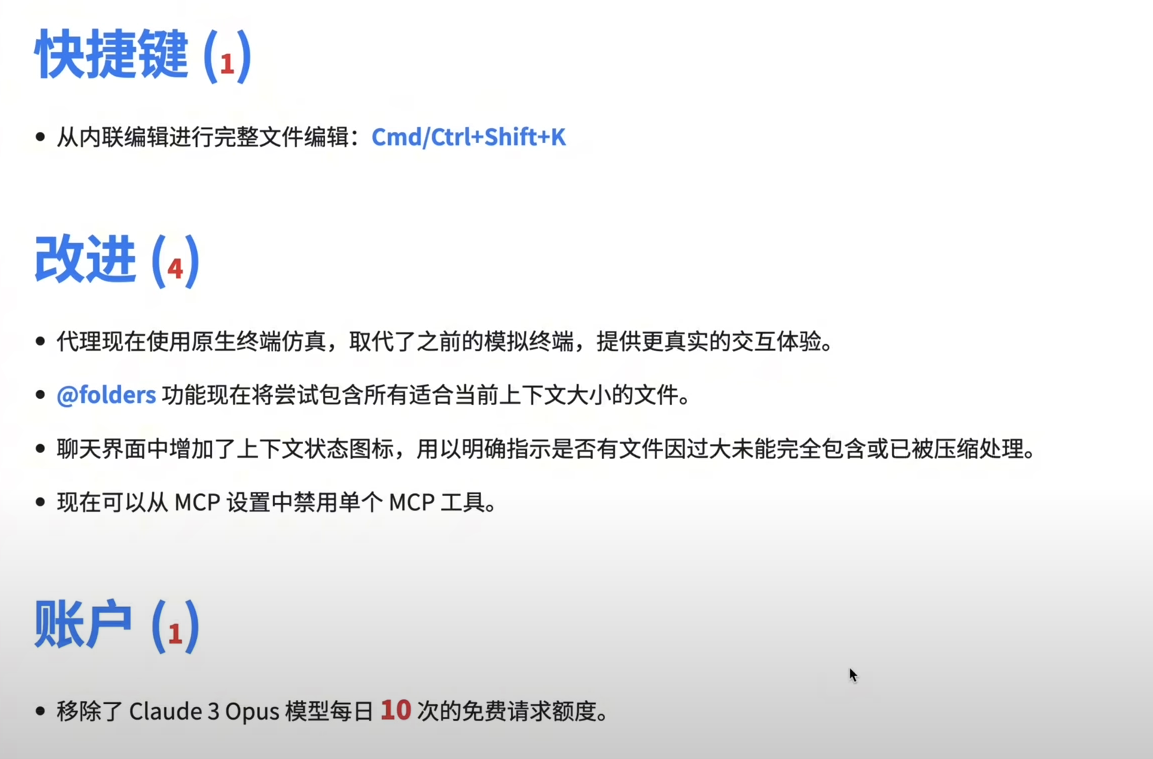 快捷键 (1)
从内联编辑进行完整文件编辑：Cmd/Ctrl+Shift+K
改进 (4)
代理现在使用原生终端仿真，取代了之前的模拟终端，提供更真实的交互体验。
@folders 功能现在将尝试包含所有适合当前上下文大小的文件。
聊天界面中增加了上下文状态图标，用以明确指示是否有文件因过大未能完全包含或已被压缩处理。
现在可以从 MCP 设置中禁用单个 MCP 工具。
账户 (1)
移除了 Claude 3 Opus 模型每日 10 次的免费请求额度。